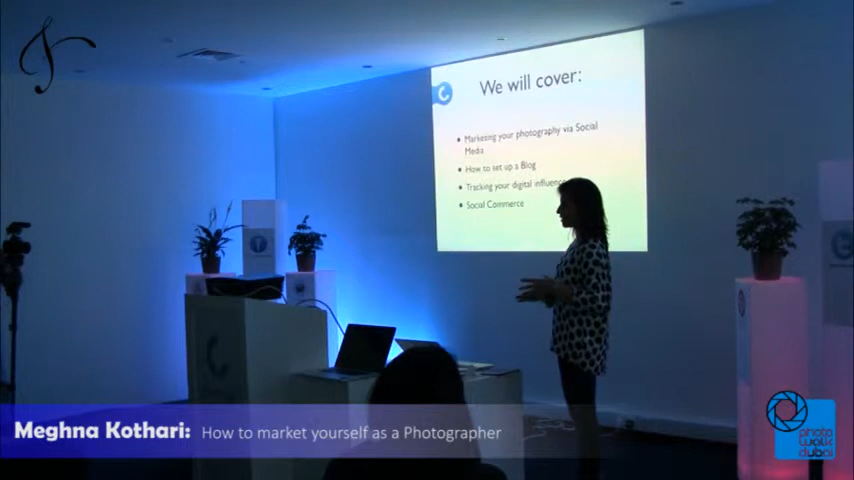 We will cover:
• Marketing your photography via Social
Media
• How to set up a Blog
• Tracking your digital influence
• Social Commerce
Meghna Kothari: How to market yourself as a Photographer
photo
walk
dubai